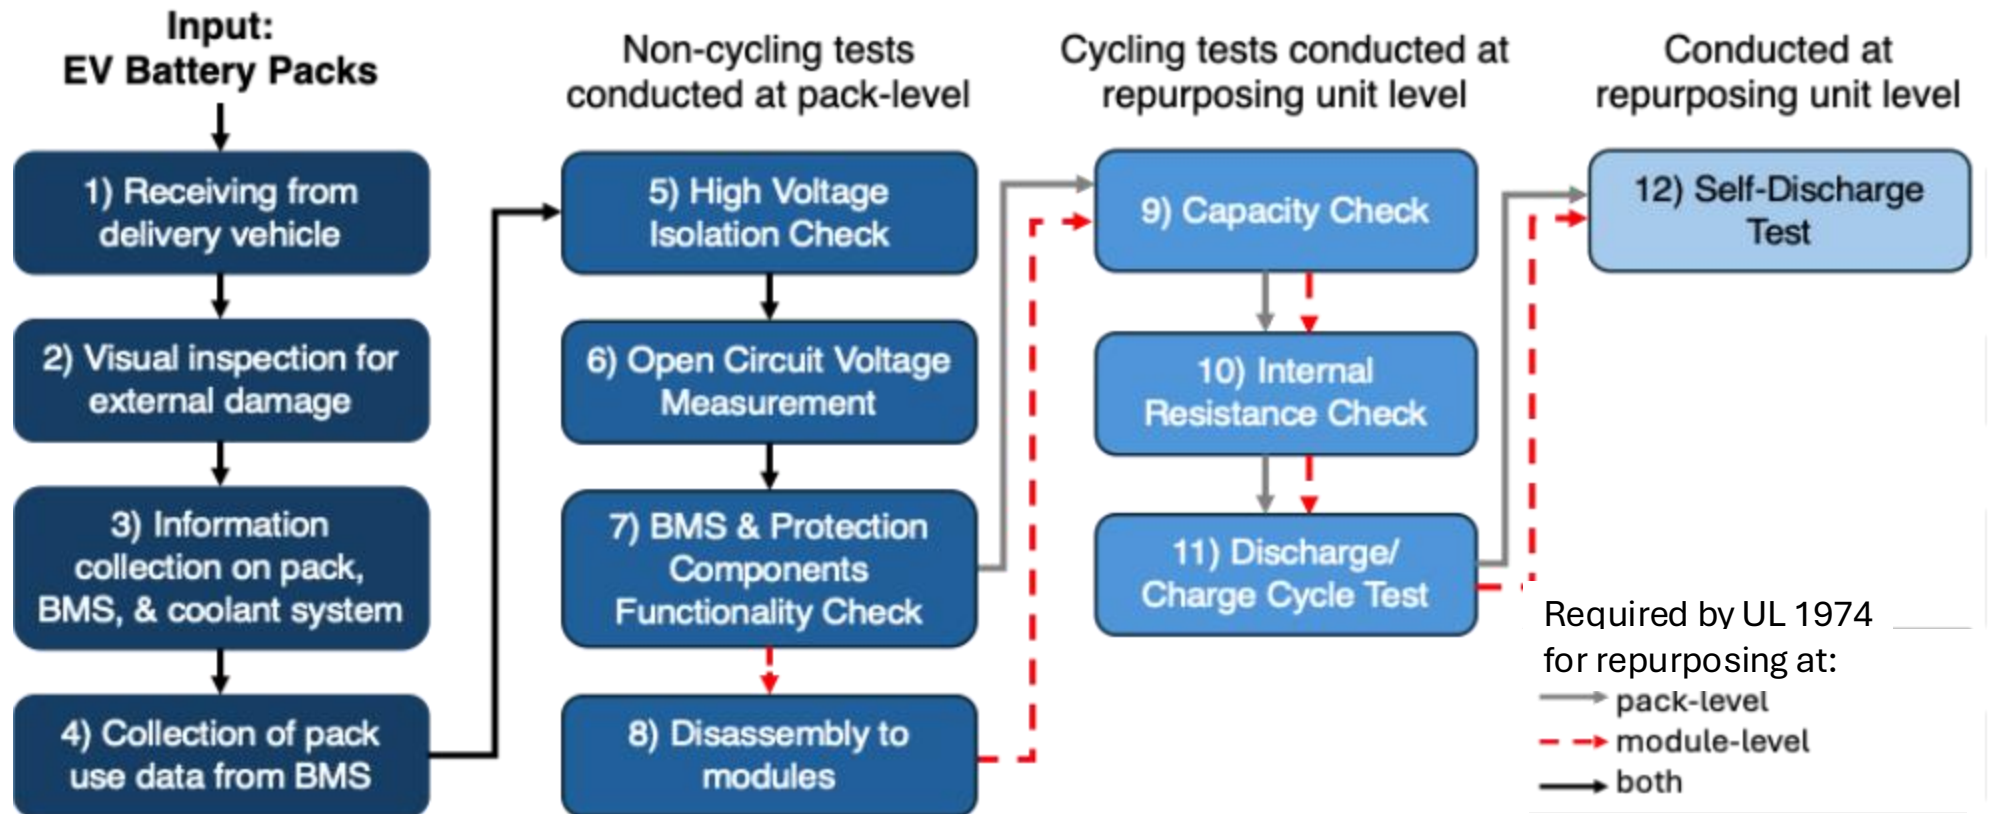 Input:
EV Battery Packs
1) Receiving from
delivery vehicle
2) Visual inspection for
external damage
3) Information
collection on pack,
BMS, & coolant system
4) Collection of pack
use data from BMS
Non-cycling tests
conducted at pack-level
5) High Voltage
Isolation Check
6) Open Circuit Voltage
Measurement
7) BMS & Protection
Components
Functionality Check
8) Disassembly to
modules
Cycling tests conducted at
repurposing unit level
9) Capacity Check
10) Internal
Resistance Check
11) Discharge/
Charge Cycle Test
Conducted at
repurposing unit level
12) Self-Discharge
Test
Required by UL 1974
for repurposing at:
pack-level
module-level
both